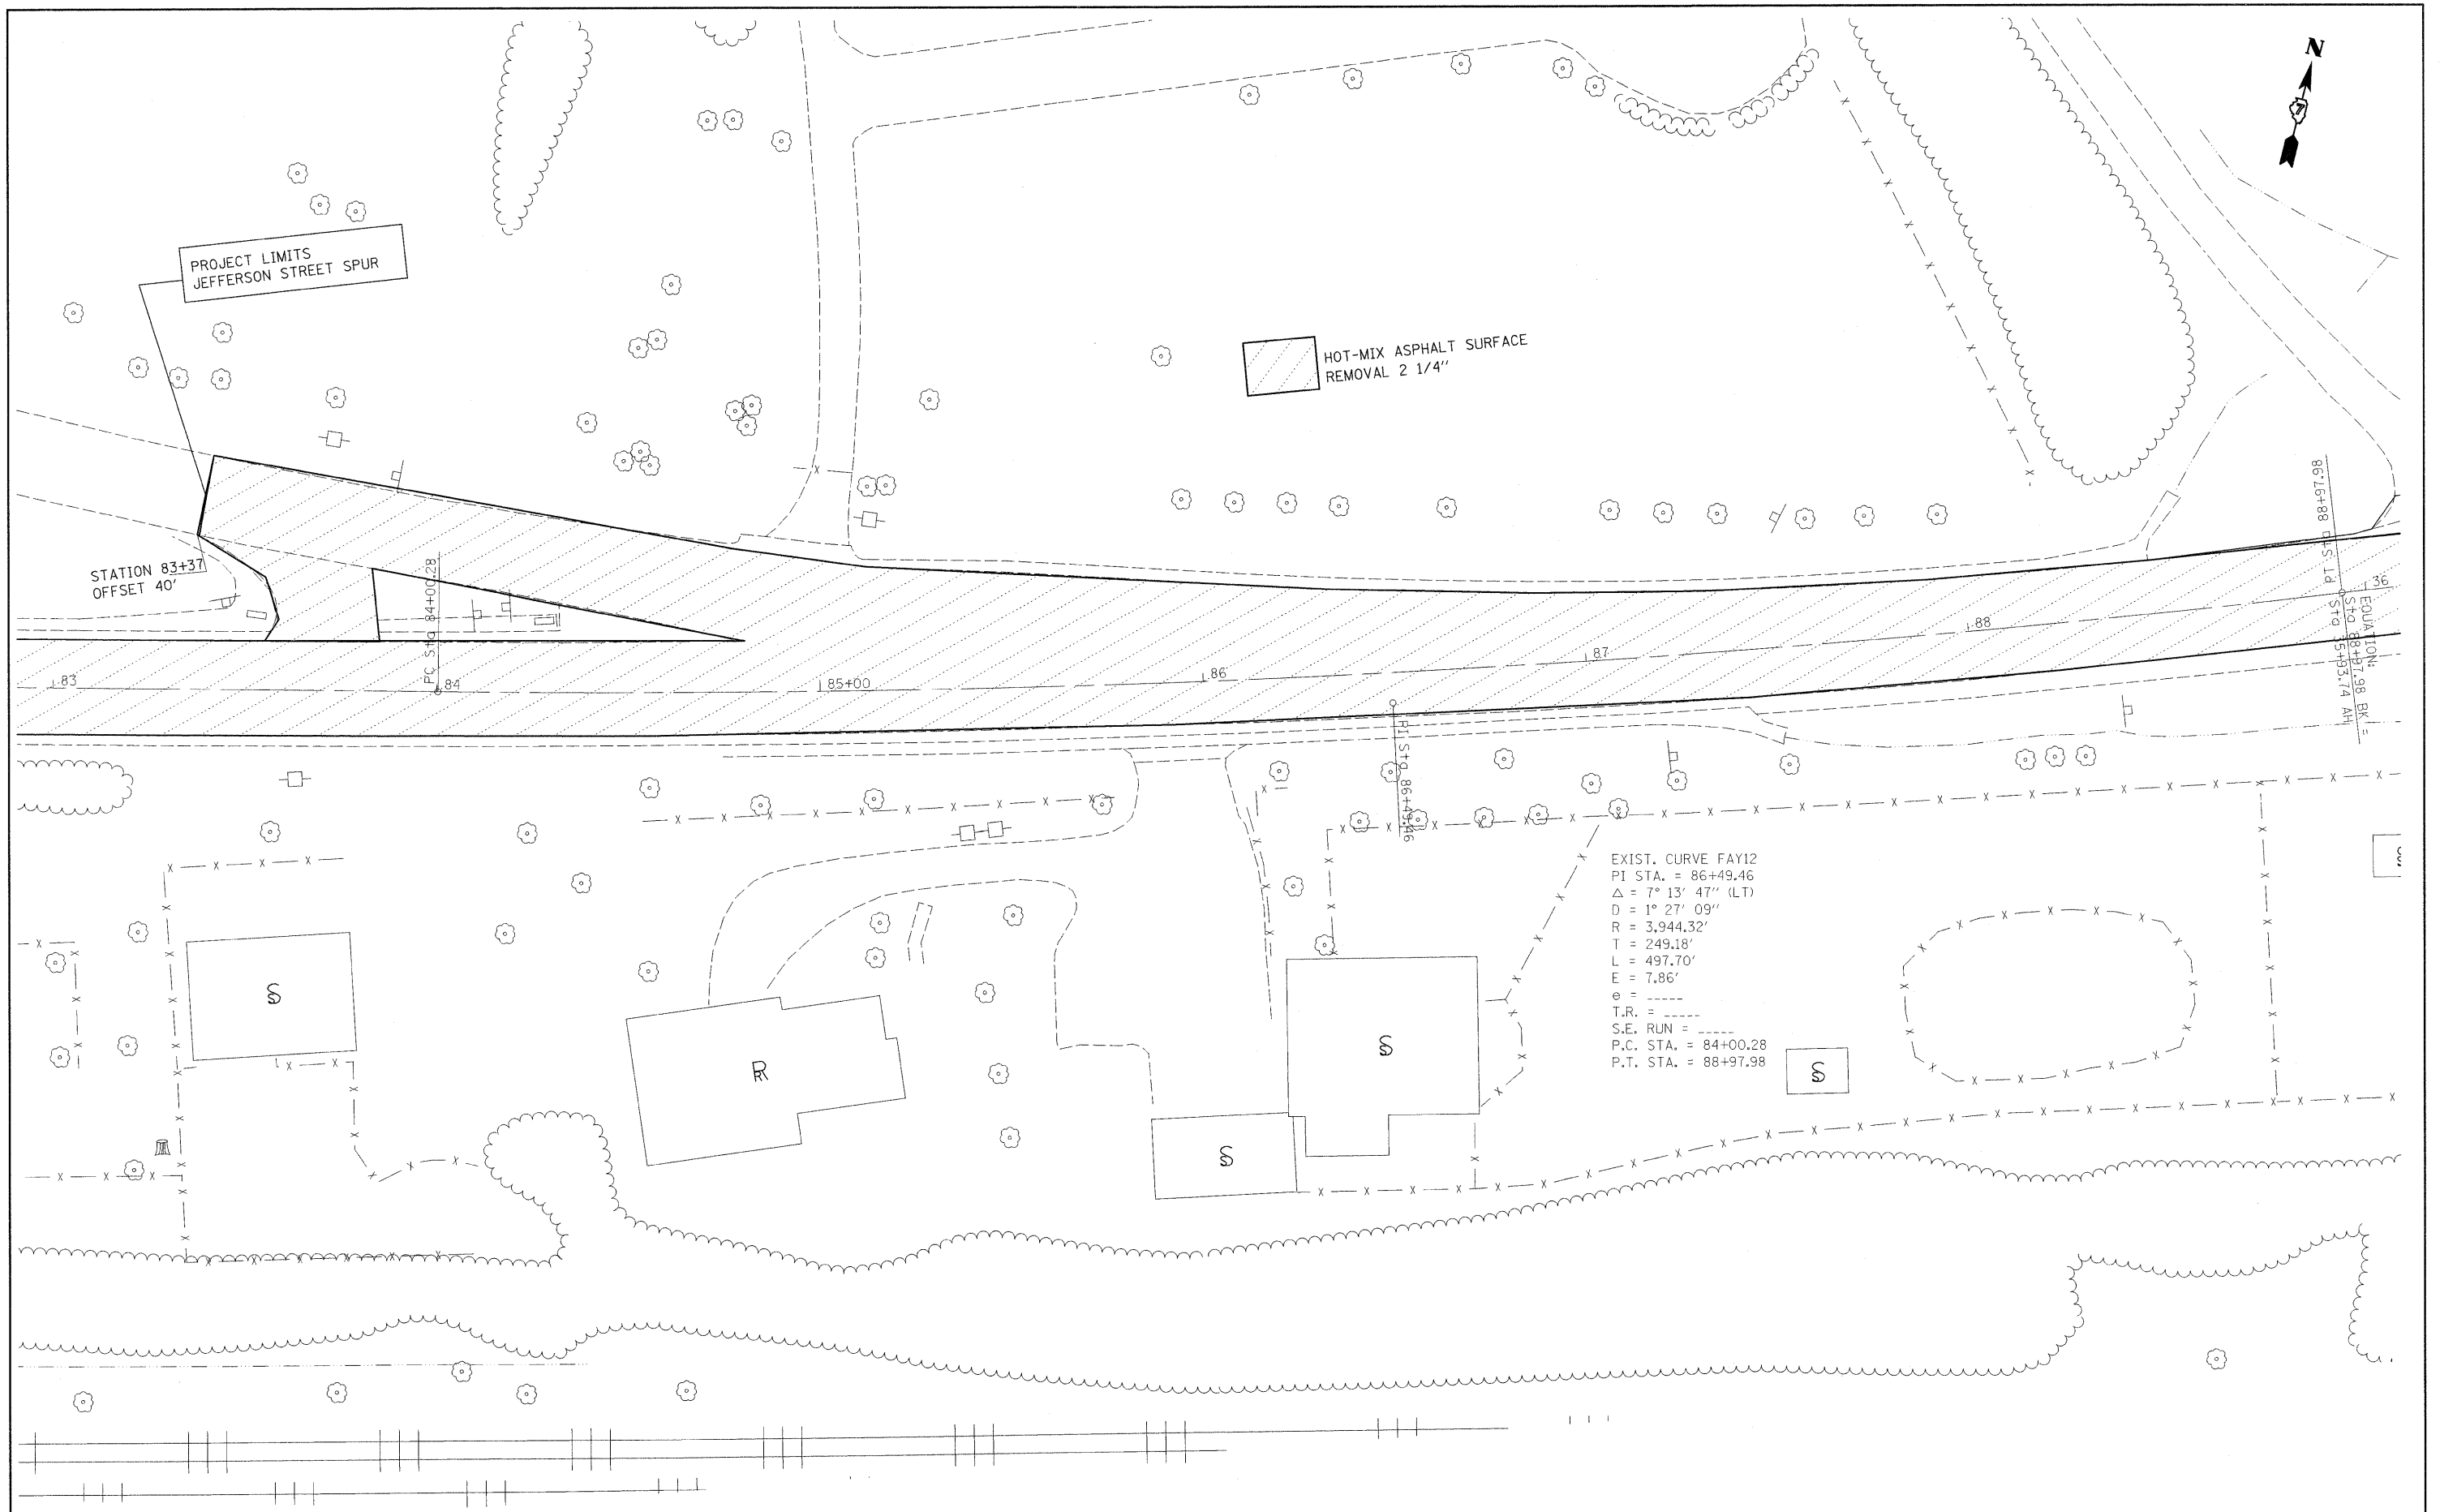 N
7
PROJECT LIMITS
JEFFERSON STREET SPUR
HOT-MIX ASPHALT SURFACE
REMOVAL 2 1/4"
STATION 83+37
OFFSET 40'
PC Sta 84+00.28
83
84
85+00
86
87
88
36
PI Sta 86+49.46
PT Sta 88+97.98
EQUATION:
Sta 88+97.98 BK =
Sta 35+93.74 AH
EXIST. CURVE FAY12
PI STA. = 86+49.46
Δ = 7° 13' 47" (LT)
D = 1° 27' 09"
R = 3,944.32'
T = 249.18'
L = 497.70'
E = 7.86'
e = -----
T.R. = -----
S.E. RUN = -----
P.C. STA. = 84+00.28
P.T. STA. = 88+97.98
S
R
S
S
S